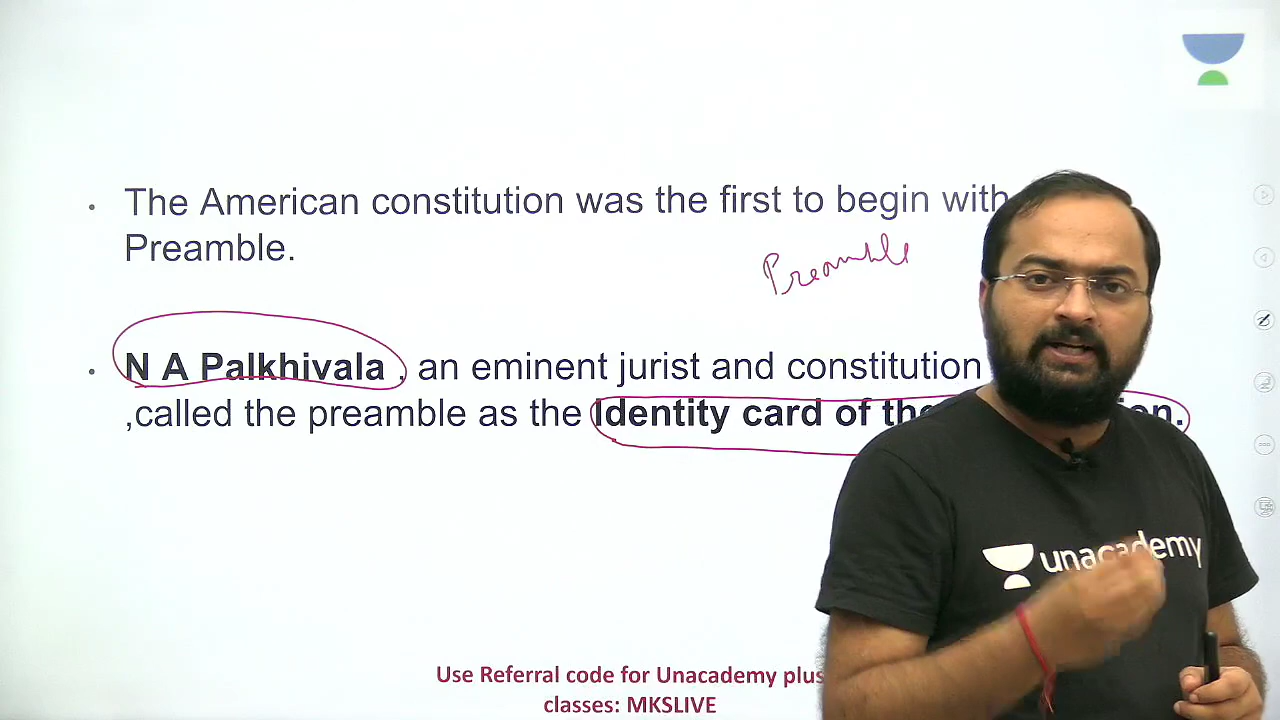 The American constitution was the first to begin with
Preamble.
Preamble
N A Palkhivala , an eminent jurist and constitution
,called the preamble as the Identity card of the
unacademy
Use Referral code for Unacademy plus
classes: MKSLIVE